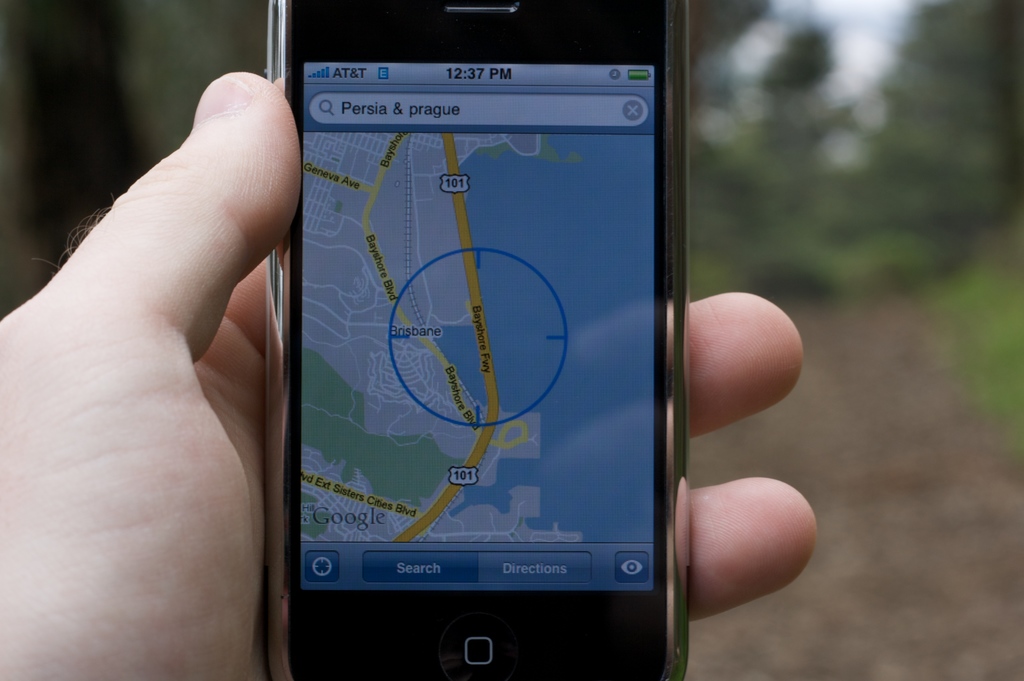 AT&T E 12:37 PM
Persia & prague
Bayshore
Geneva Ave
101
Bayshore Blvd
Brisbane
Bayshore Fwy
Bayshore Blvd
101
vd Ext Sisters Cities Blvd
Google
Search Directions